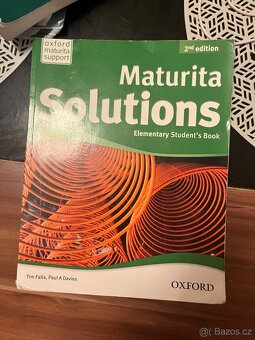 oxford
maturita
support
2nd edition
Maturita
Solutions
Elementary Student's Book
Tim Falla, Paul A Davies
OXFORD
Bazos.cz